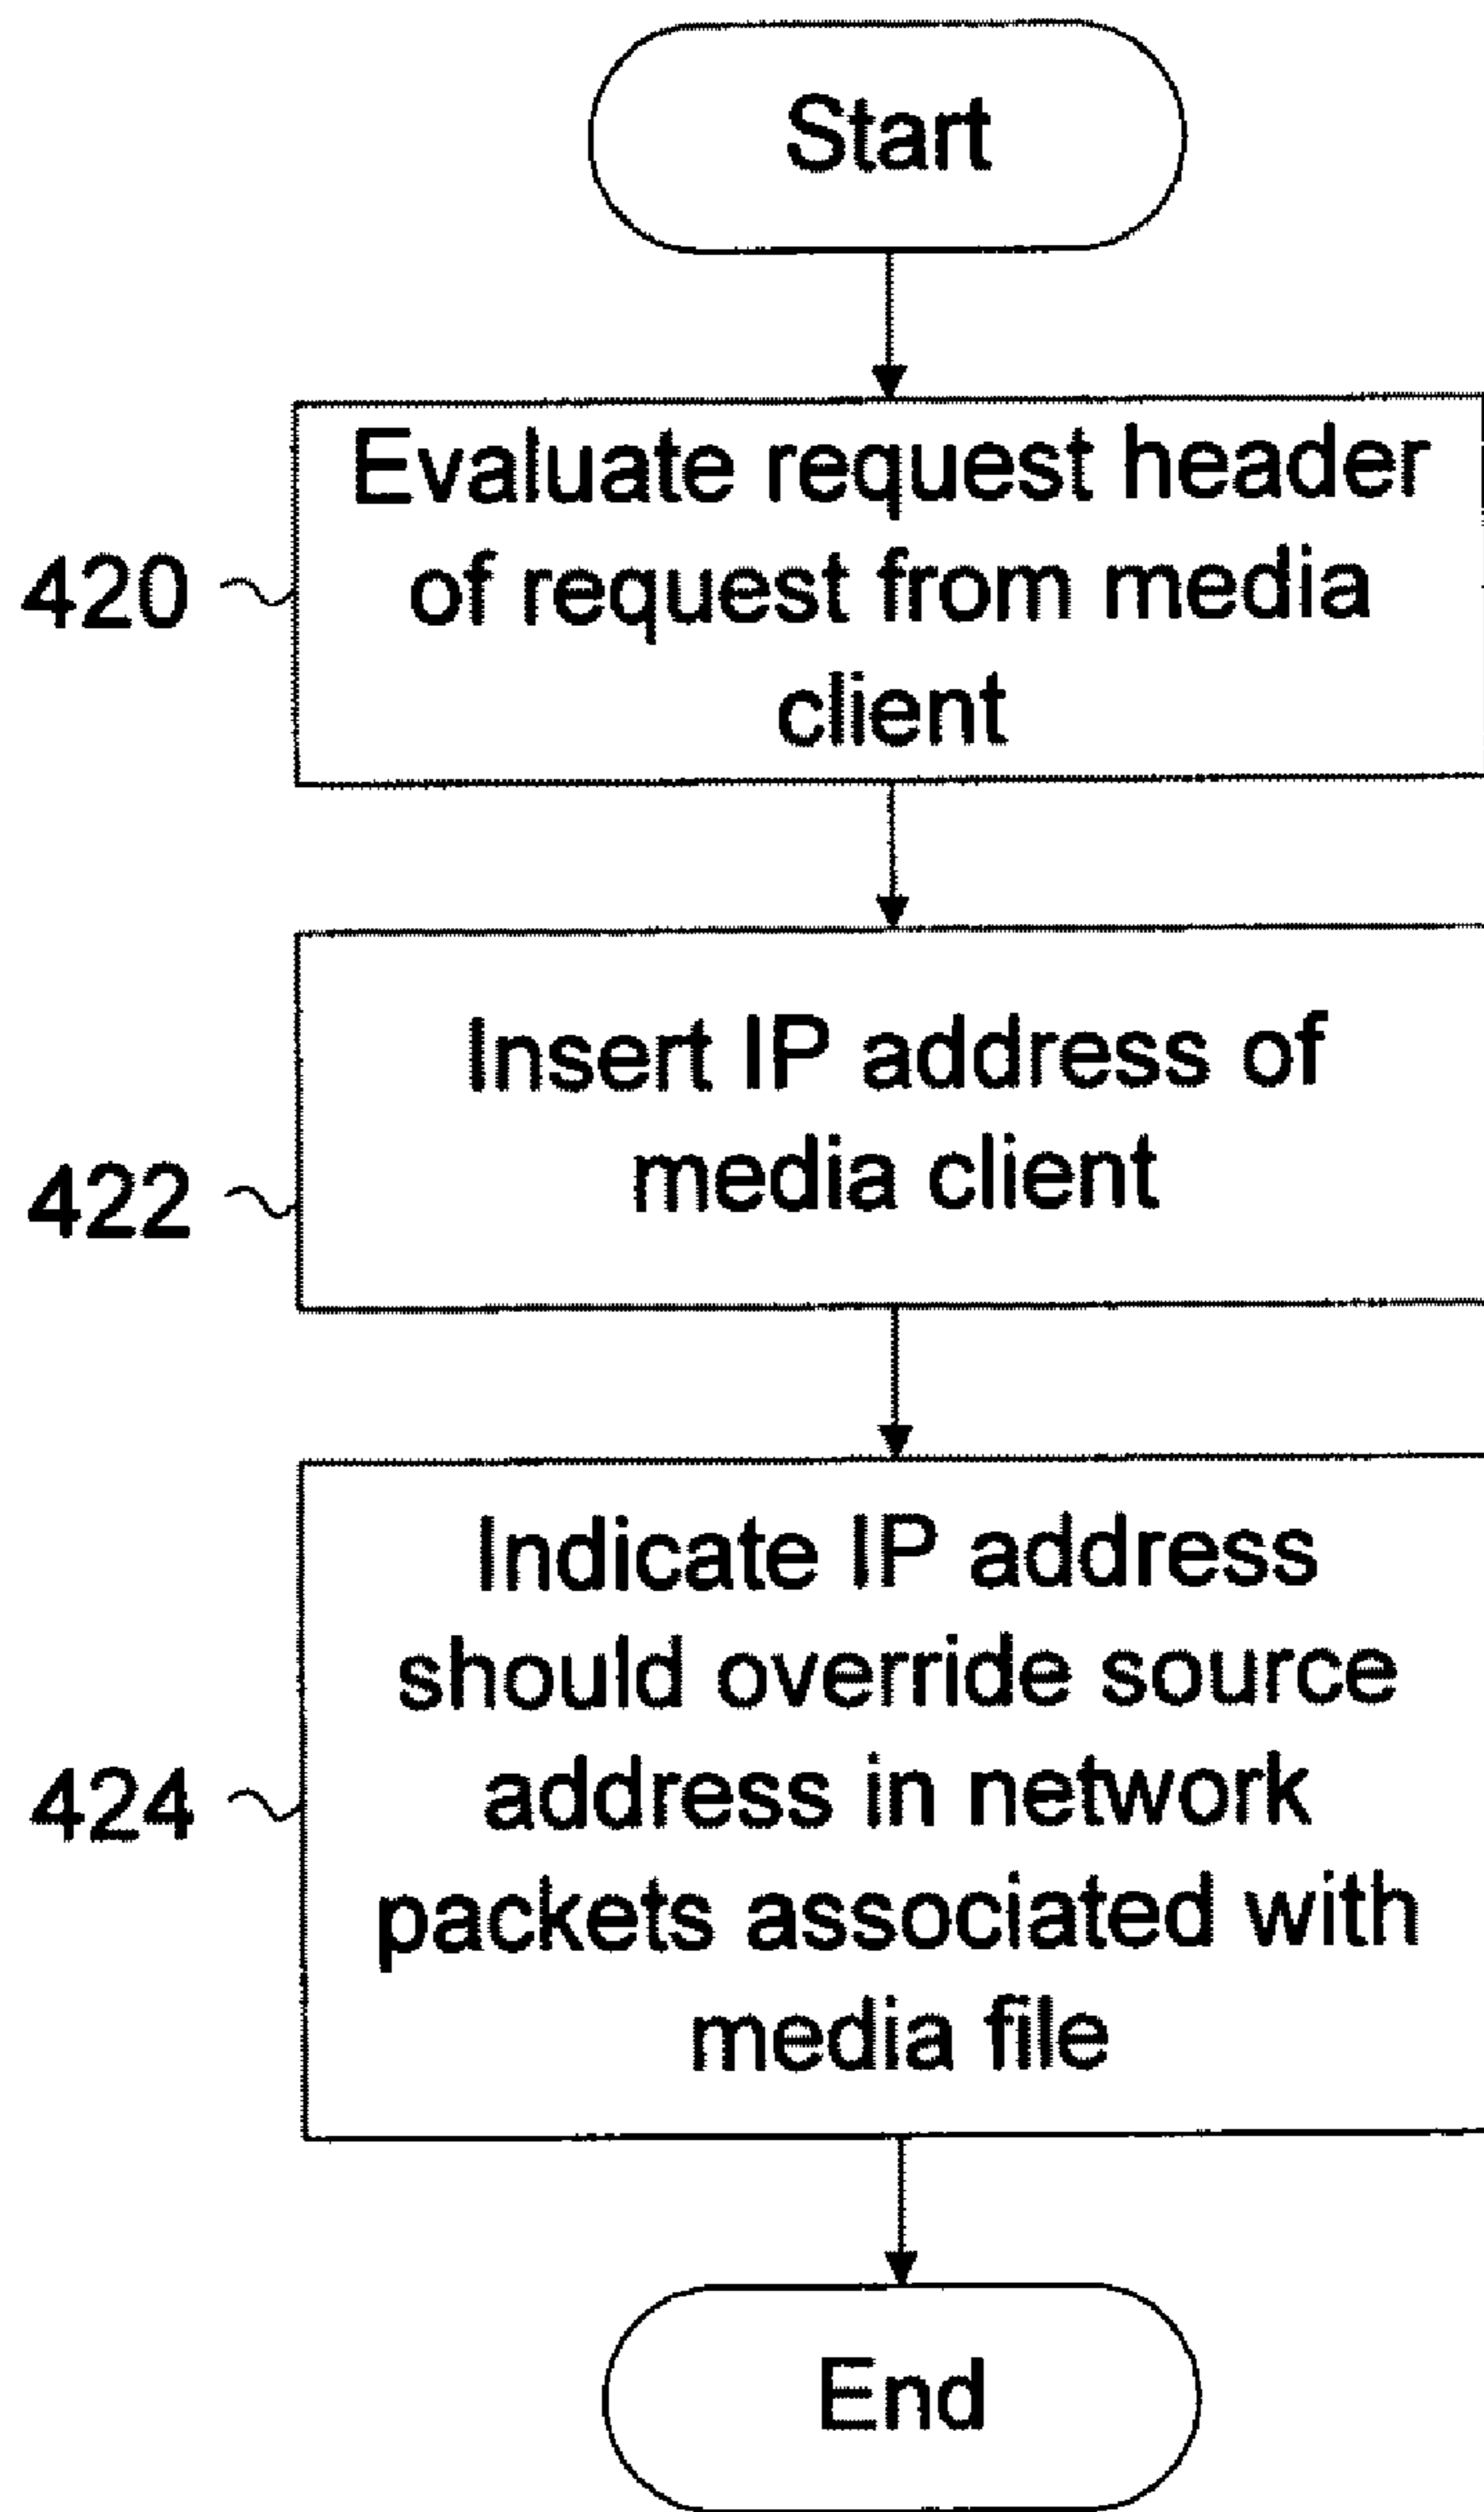 Start
Evaluate request header
of request from media
client
420
Insert IP address of
media client
422
Indicate IP address
should override source
address in network
packets associated with
media file
424
End